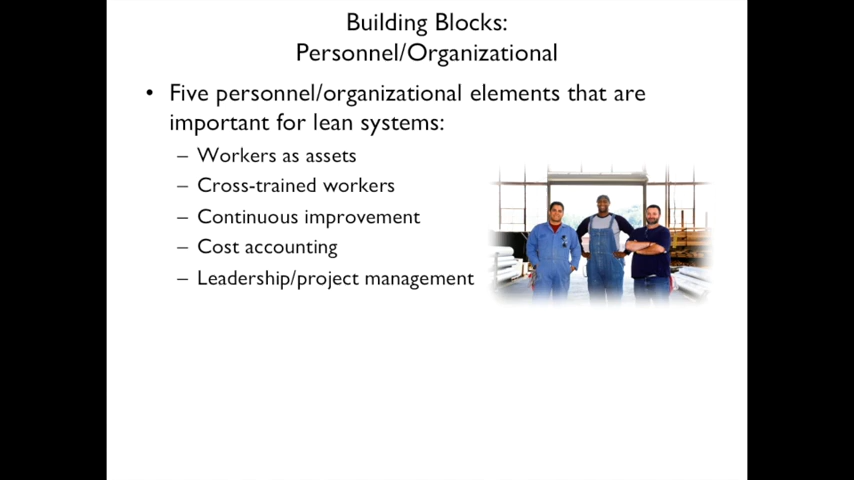 Building Blocks:
Personnel/Organizational
• Five personnel/organizational elements that are
important for lean systems:
– Workers as assets
– Cross-trained workers
– Continuous improvement
– Cost accounting
– Leadership/project management